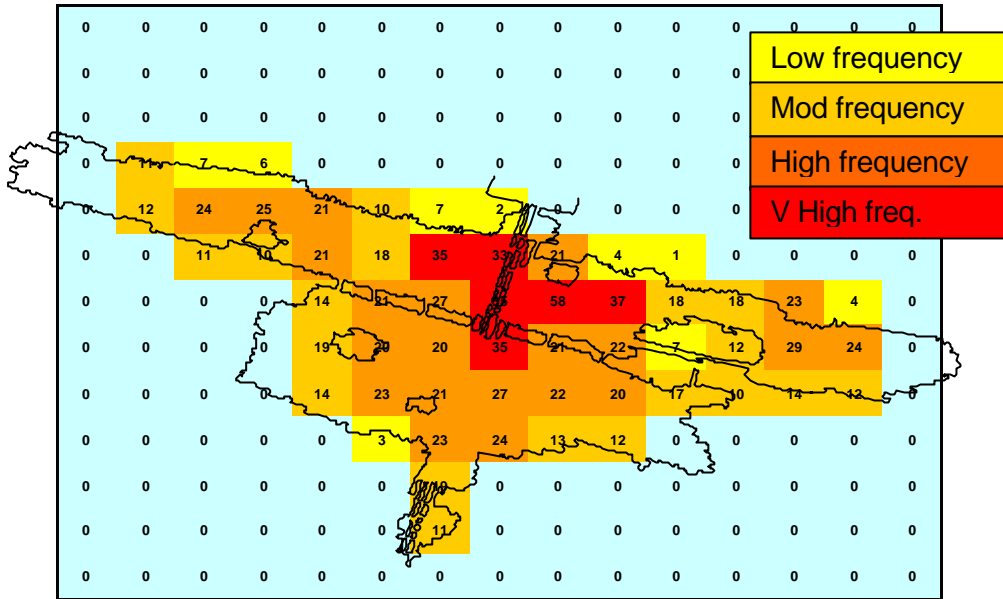 0 0 0 0 0 0 0 0 0 0 0 0 0 0 0
Low frequency
0 0 0 0 0 0 0 0 0 0 0 0
Mod frequency
0 0 0 0 0 0 0 0 0 0 0 0
High frequency
0 11 7 6 0 0 0 0 0 0 0 0
V High freq.
0 12 24 25 21 10 7 2 0 0 0 0
0 0 11 10 21 18 35 33 21 4 1 0 0 0 0
0 0 0 0 14 21 27 58 37 18 18 23 4 0
0 0 0 0 19 20 20 35 21 22 7 12 29 24 0
0 0 0 0 14 23 21 27 22 20 17 10 14 12 0
0 0 0 0 0 3 23 24 13 12 0 0 0 0 0
0 0 0 0 0 0 0 0 0 0 0 0 0 0
0 0 0 0 0 0 11 0 0 0 0 0 0 0 0
0 0 0 0 0 0 0 0 0 0 0 0 0 0 0